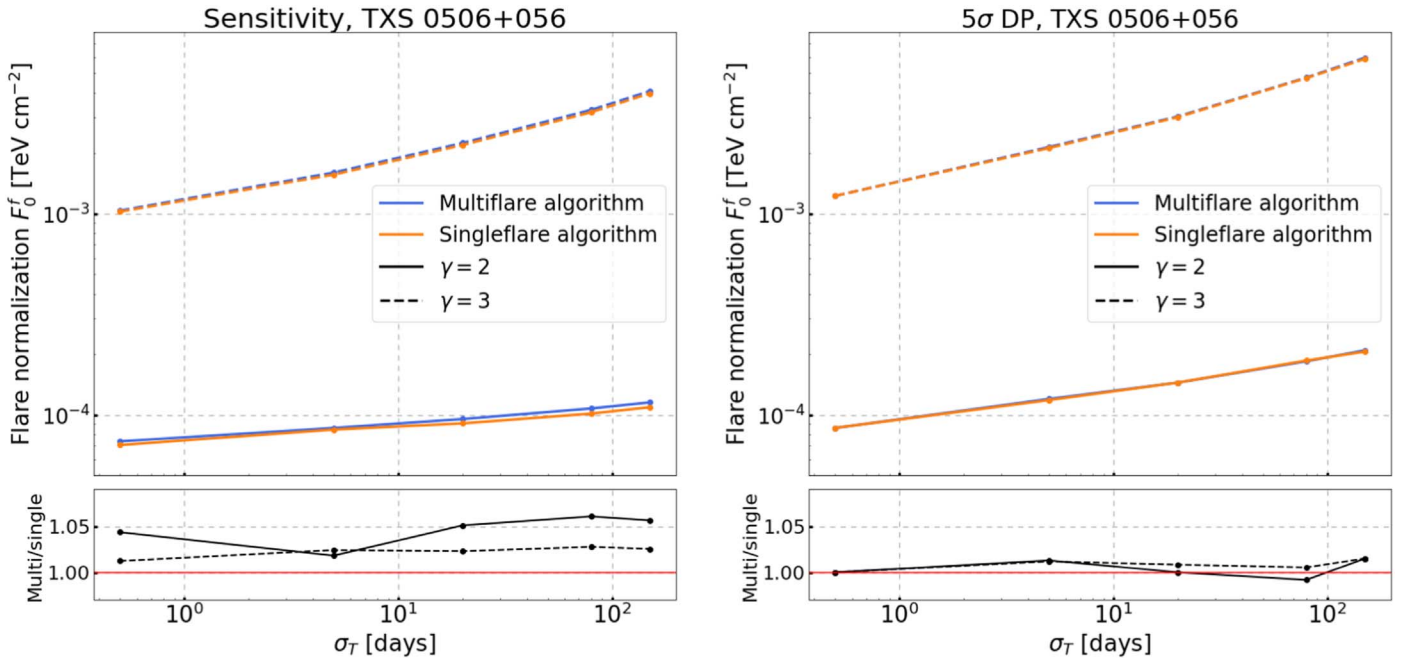 Sensitivity, TXS 0506+056
Flare normalization F₀ᶠ [TeV cm⁻²]
10⁻³
10⁻⁴
Multiflare algorithm
Singleflare algorithm
γ = 2
γ = 3
Multi/single
1.05
1.00
10⁰ 10¹ 10²
σ_T [days]
5σ DP, TXS 0506+056
Flare normalization F₀ᶠ [TeV cm⁻²]
10⁻³
10⁻⁴
Multiflare algorithm
Singleflare algorithm
γ = 2
γ = 3
Multi/single
1.05
1.00
10⁰ 10¹ 10²
σ_T [days]